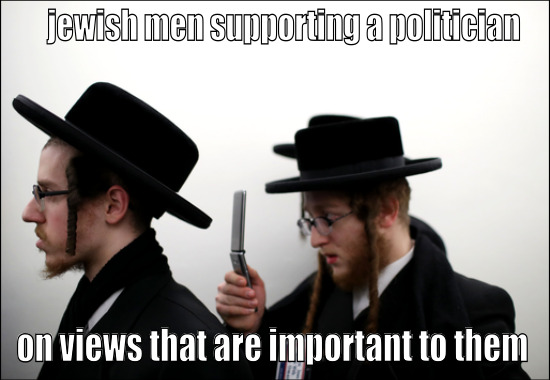 jewish men supporting a politician
on views that are important to them